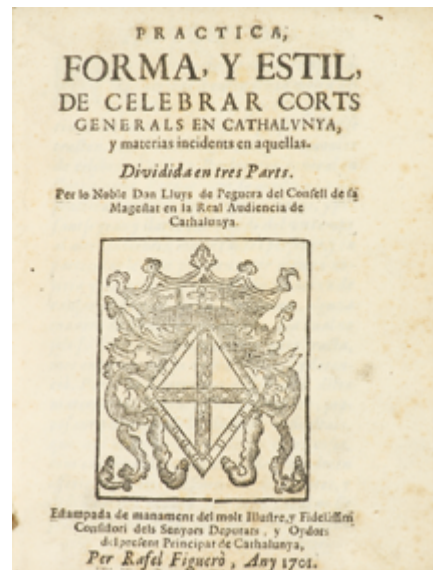 PRACTICA,
FORMA, Y ESTIL,
DE CELEBRAR CORTS
GENERALS EN CATHALVNYA,
y materias incidents en aquellas.
Dividida en tres Parts.
Per lo Noble Don Lluys de Peguera del Consell de sa
Magestat en la Real Audiencia de
Cathalunya.
Estampada de manament del molt Illustre, y Fidelissim
Consistori dels Senyors Deputats, y Oydors
del present Principat de Cathalunya,
Per Rafel Figuerò, Any 1701.